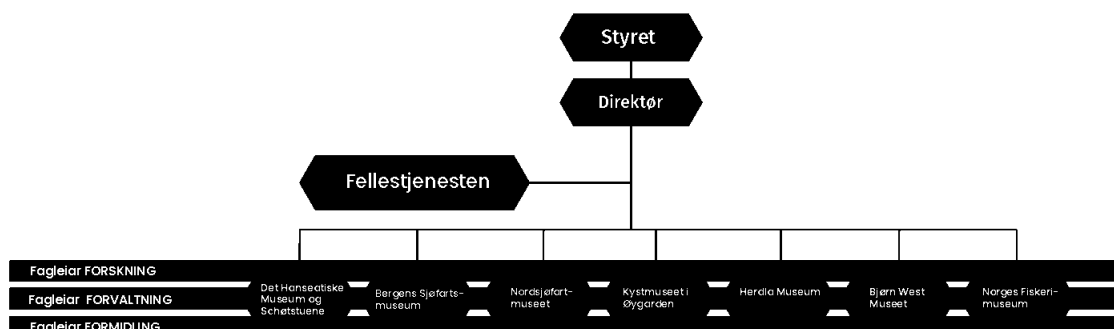 Styret
Direktør
Fellestjenesten
Fagleiar FORSKNING
Fagleiar FORVALTNING
Det Hanseatiske
Museum og
Schøtstuene
Bergens Sjøfarts-
museum
Nordsjøfart-
museet
Kystmuseet i
Øygarden
Herdla Museum
Bjørn West
Museet
Norges Fiskeri-
museum
Fagleiar FORMIDLING